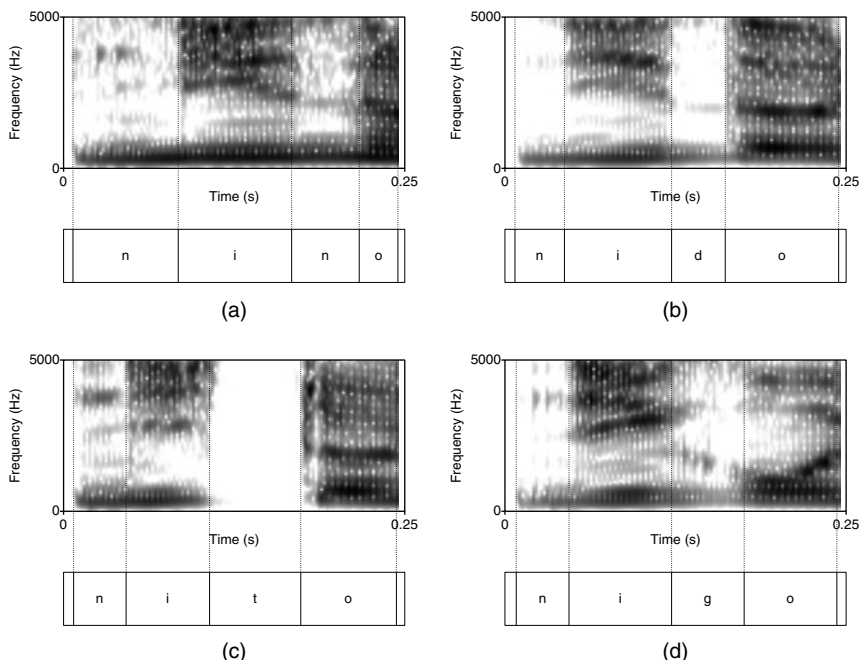 5000
Frequency (Hz)
0
0
0.25
Time (s)
n i n o
(a)
5000
Frequency (Hz)
0
0
0.25
Time (s)
n i d o
(b)
5000
Frequency (Hz)
0
0
0.25
Time (s)
n i t o
(c)
5000
Frequency (Hz)
0
0
0.25
Time (s)
n i g o
(d)